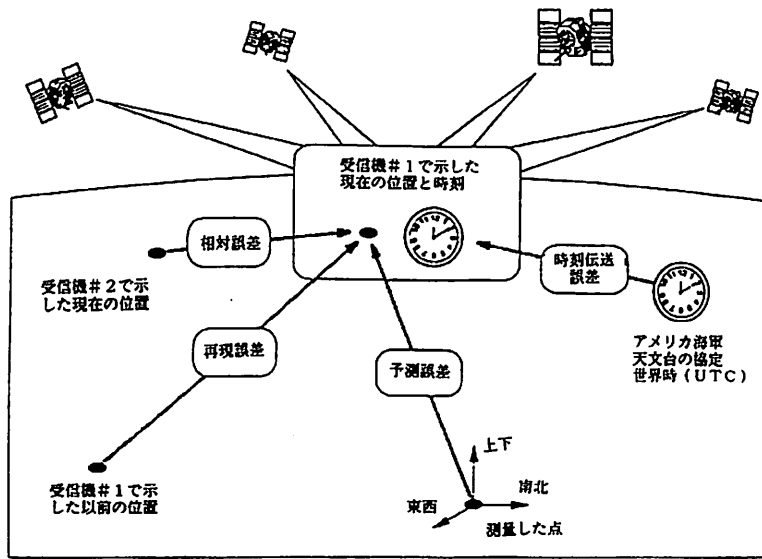 受信機#1で示した
現在の位置と時刻
相対誤差
受信機#2で示
した現在の位置
時刻伝送
誤差
アメリカ海軍
天文台の協定
世界時(UTC)
再現誤差
予測誤差
受信機#1で示
した以前の位置
上下
東西
南北
測量した点